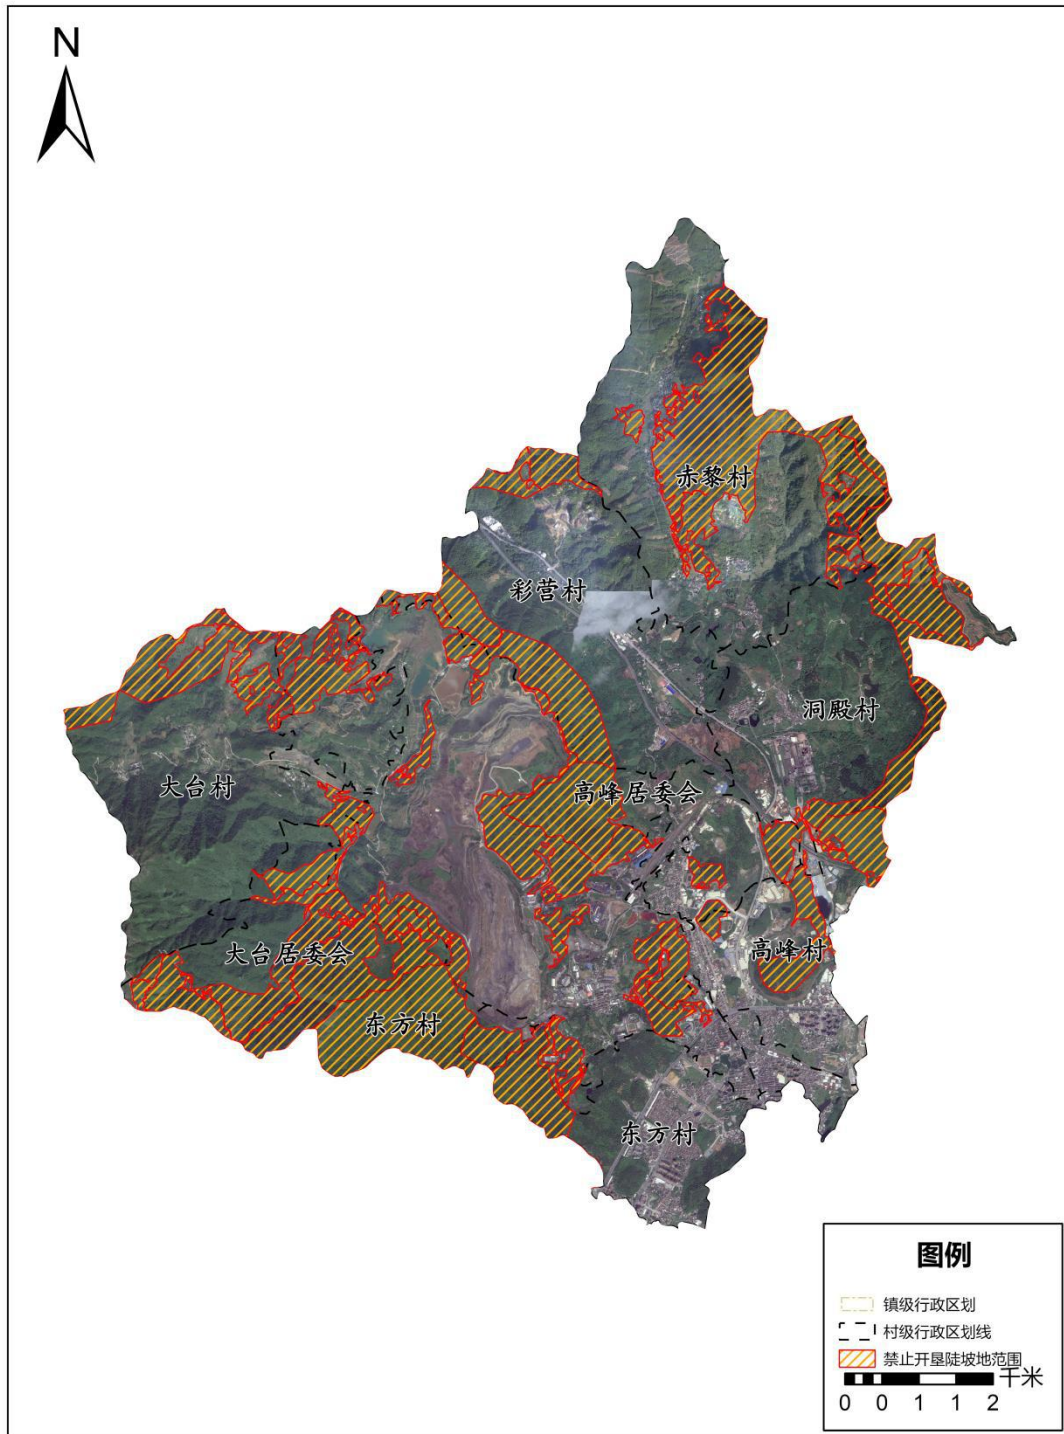 N
赤黎村
彩营村
洞殿村
大台村
高峰居委会
高峰村
大台居委会
东方村
东方村
图例
镇级行政区划
村级行政区划线
禁止开垦陡坡地范围
千米
0 0 1 1 2